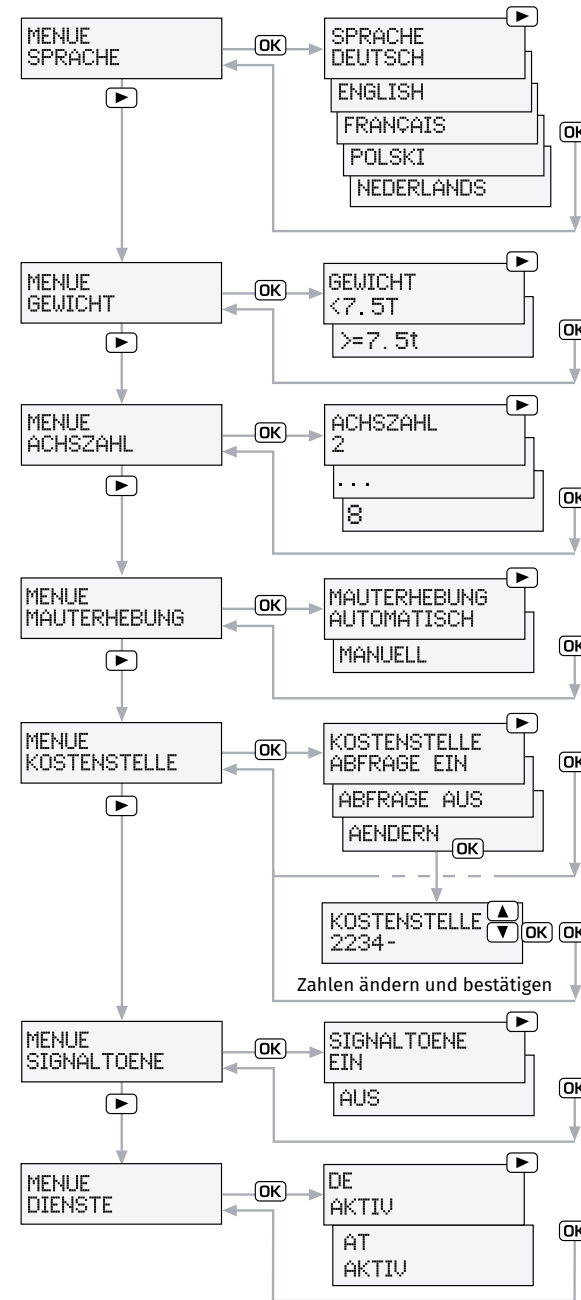 MENUE
SPRACHE
OK
SPRACHE
DEUTSCH
ENGLISH
FRANÇAIS
POLSKI
NEDERLANDS
OK
MENUE
GEWICHT
OK
GEWICHT
<7.5T
>=7.5t
OK
MENUE
ACHSZAHL
OK
ACHSZAHL
2
...
8
OK
MENUE
MAUTERHEBUNG
OK
MAUTERHEBUNG
AUTOMATISCH
MANUELL
OK
MENUE
KOSTENSTELLE
OK
KOSTENSTELLE
ABFRAGE EIN
ABFRAGE AUS
AENDERN
OK
OK
KOSTENSTELLE
2234-
OK
OK
Zahlen ändern und bestätigen
MENUE
SIGNALTOENE
OK
SIGNALTOENE
EIN
AUS
OK
MENUE
DIENSTE
OK
DE
AKTIV
AT
AKTIV
OK